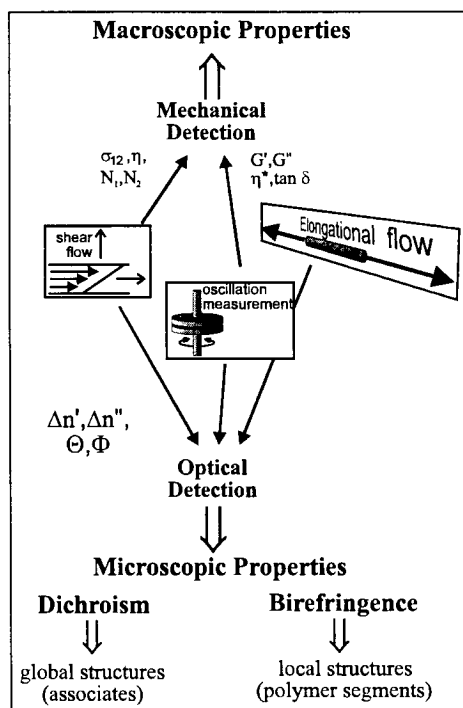 Macroscopic Properties
Mechanical
Detection
σ₁₂,η,
N₁,N₂
G',G"
η*,tan δ
shear
flow
Elongational flow
oscillation
measurement
Δn',Δn",
Θ,Φ
Optical
Detection
Microscopic Properties
Dichroism
Birefringence
global structures
(associates)
local structures
(polymer segments)